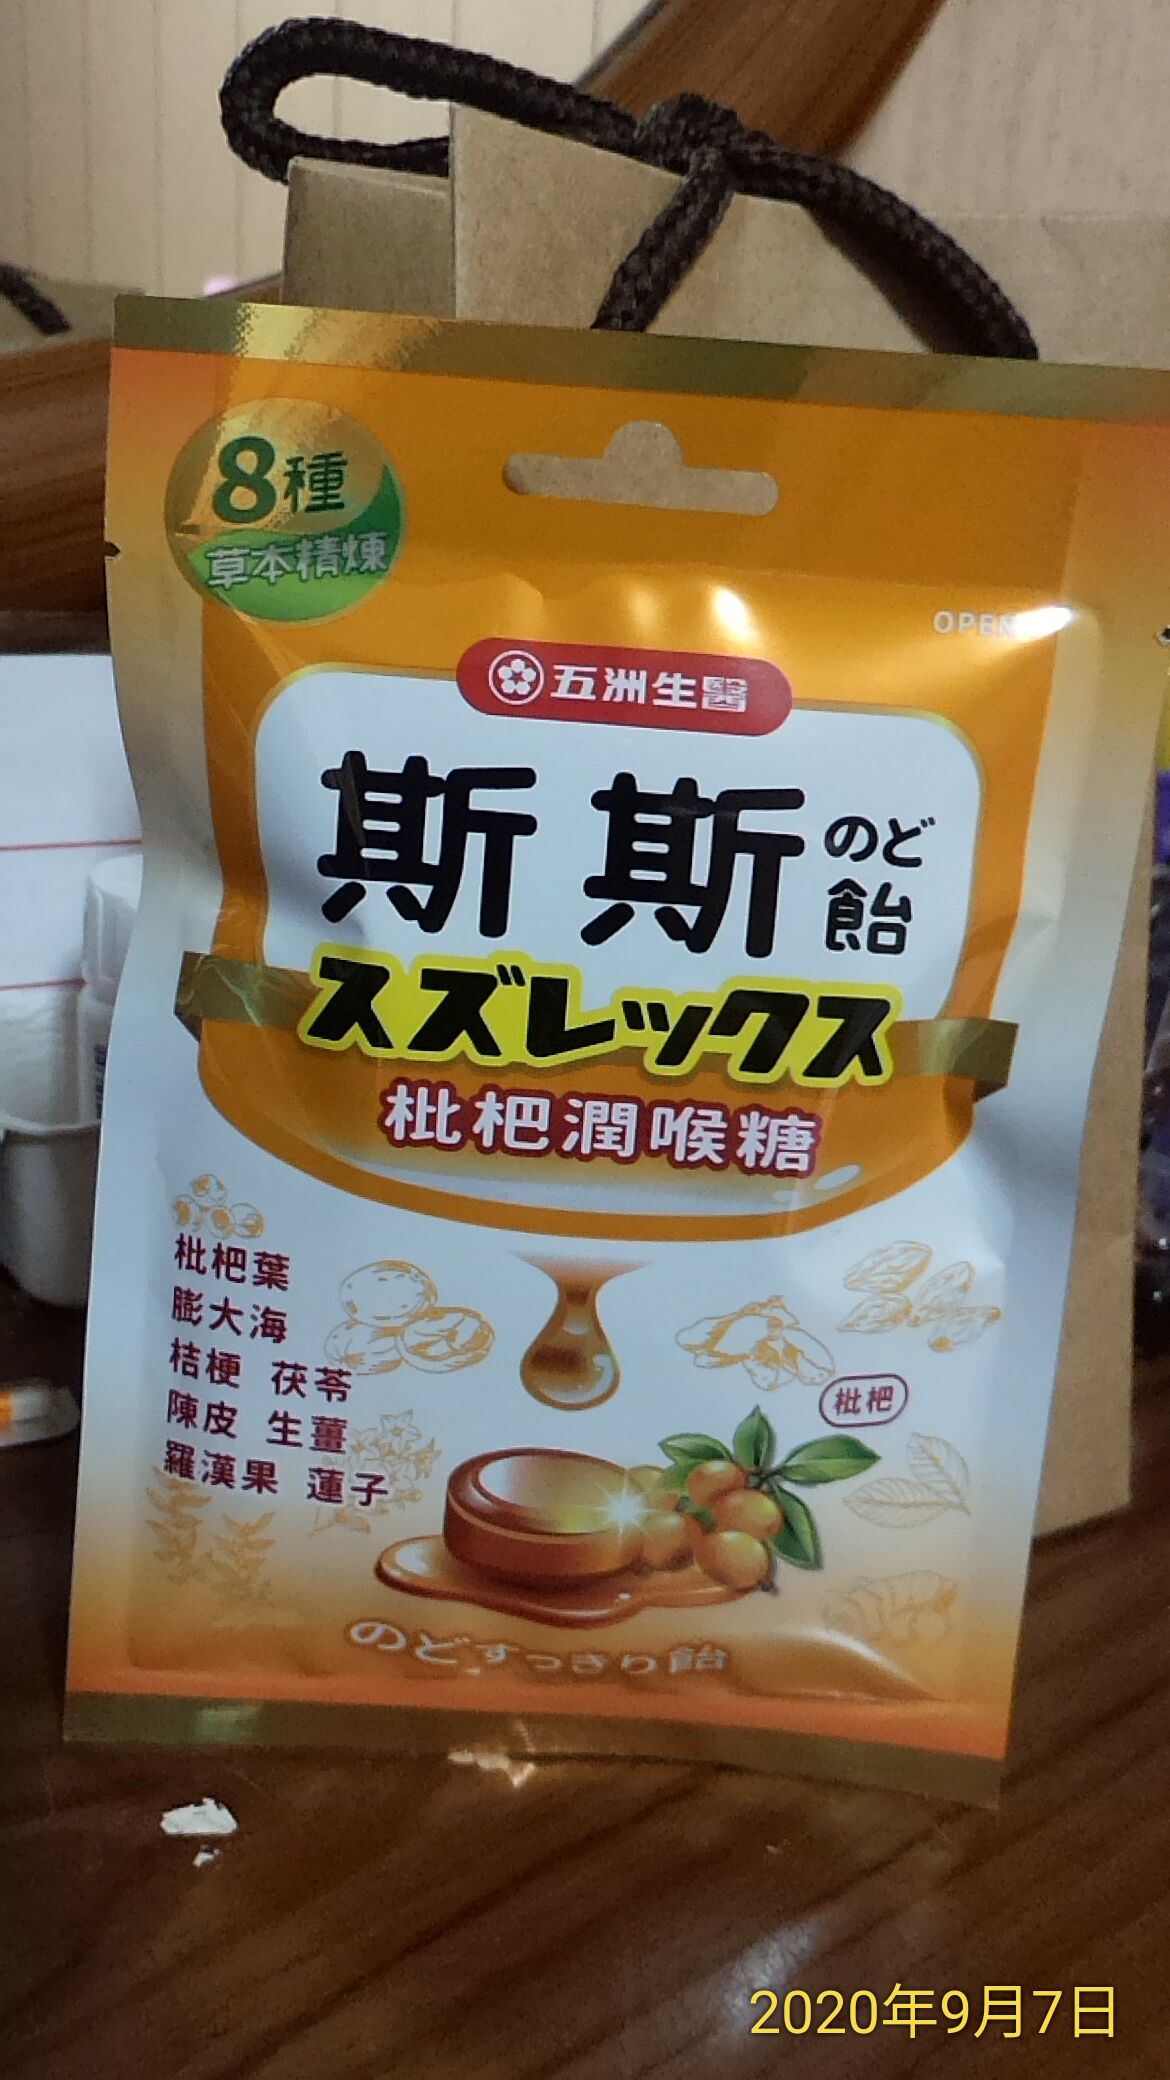 8種
草本精煉
OPEN
五洲生醫
斯斯のど飴
スズレックス
枇杷潤喉糖
枇杷葉
膨大海
桔梗 茯苓
陳皮 生薑
羅漢果 蓮子
枇杷
のどすっきり飴
2020年9月7日